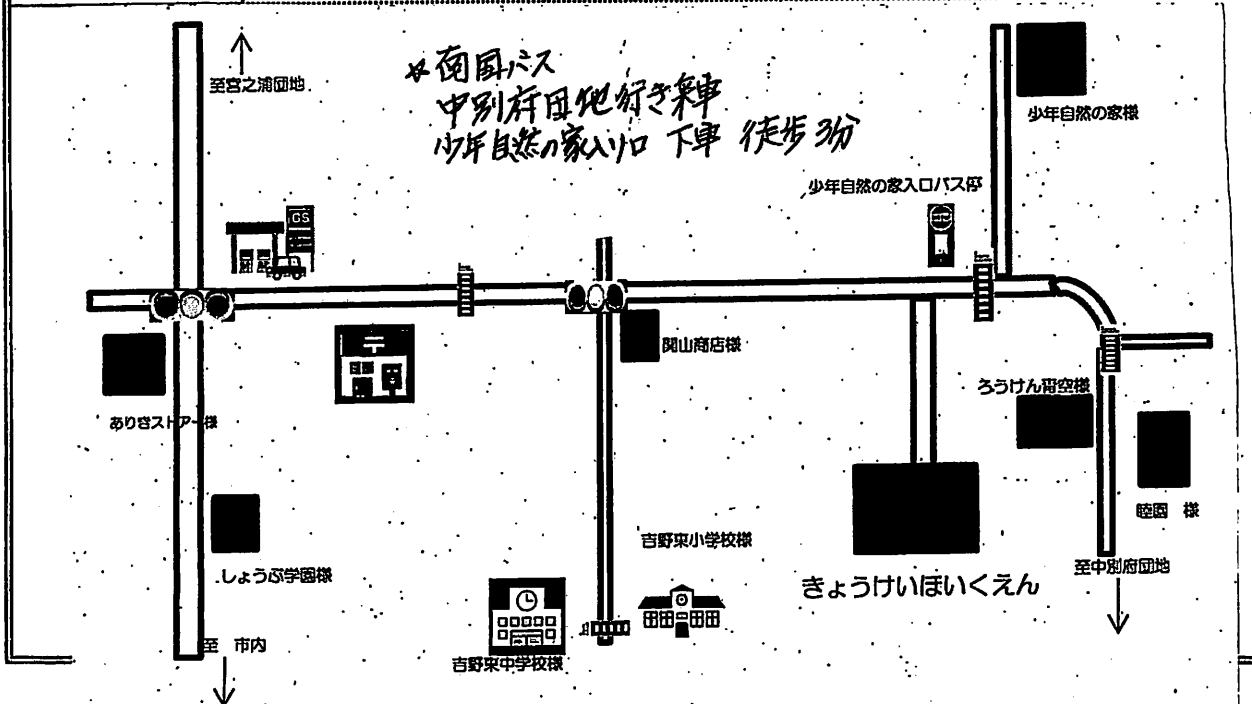 至宮之浦団地
※南国バス
中別府団地行き乗車
少年自然の家入り口 下車 徒歩3分
少年自然の家様
少年自然の家入口バス停
GS
〒
関山商店様
ありきストアー様
ろうけん青空様
睦園 様
しょうぶ学園様
吉野東小学校様
至中別府団地
きょうけいほいくえん
至 市内
吉野東中学校様